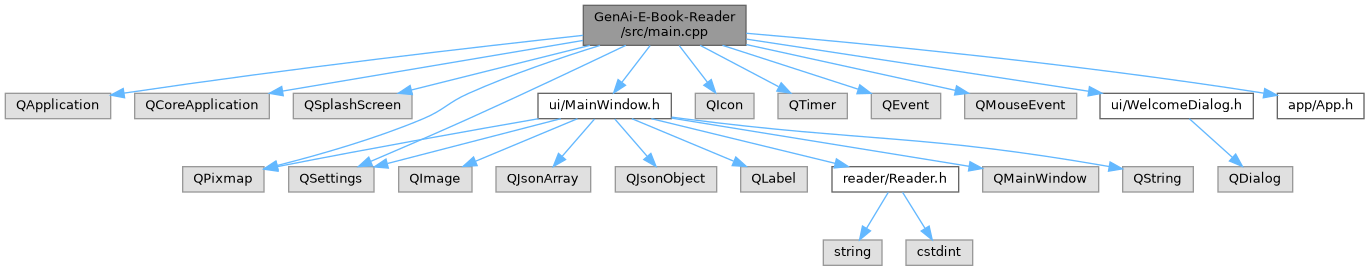 GenAi-E-Book-Reader
/src/main.cpp
QApplication
QCoreApplication
QSplashScreen
ui/MainWindow.h
QIcon
QTimer
QEvent
QMouseEvent
ui/WelcomeDialog.h
app/App.h
QPixmap
QSettings
QImage
QJsonArray
QJsonObject
QLabel
reader/Reader.h
QMainWindow
QString
QDialog
string
cstdint